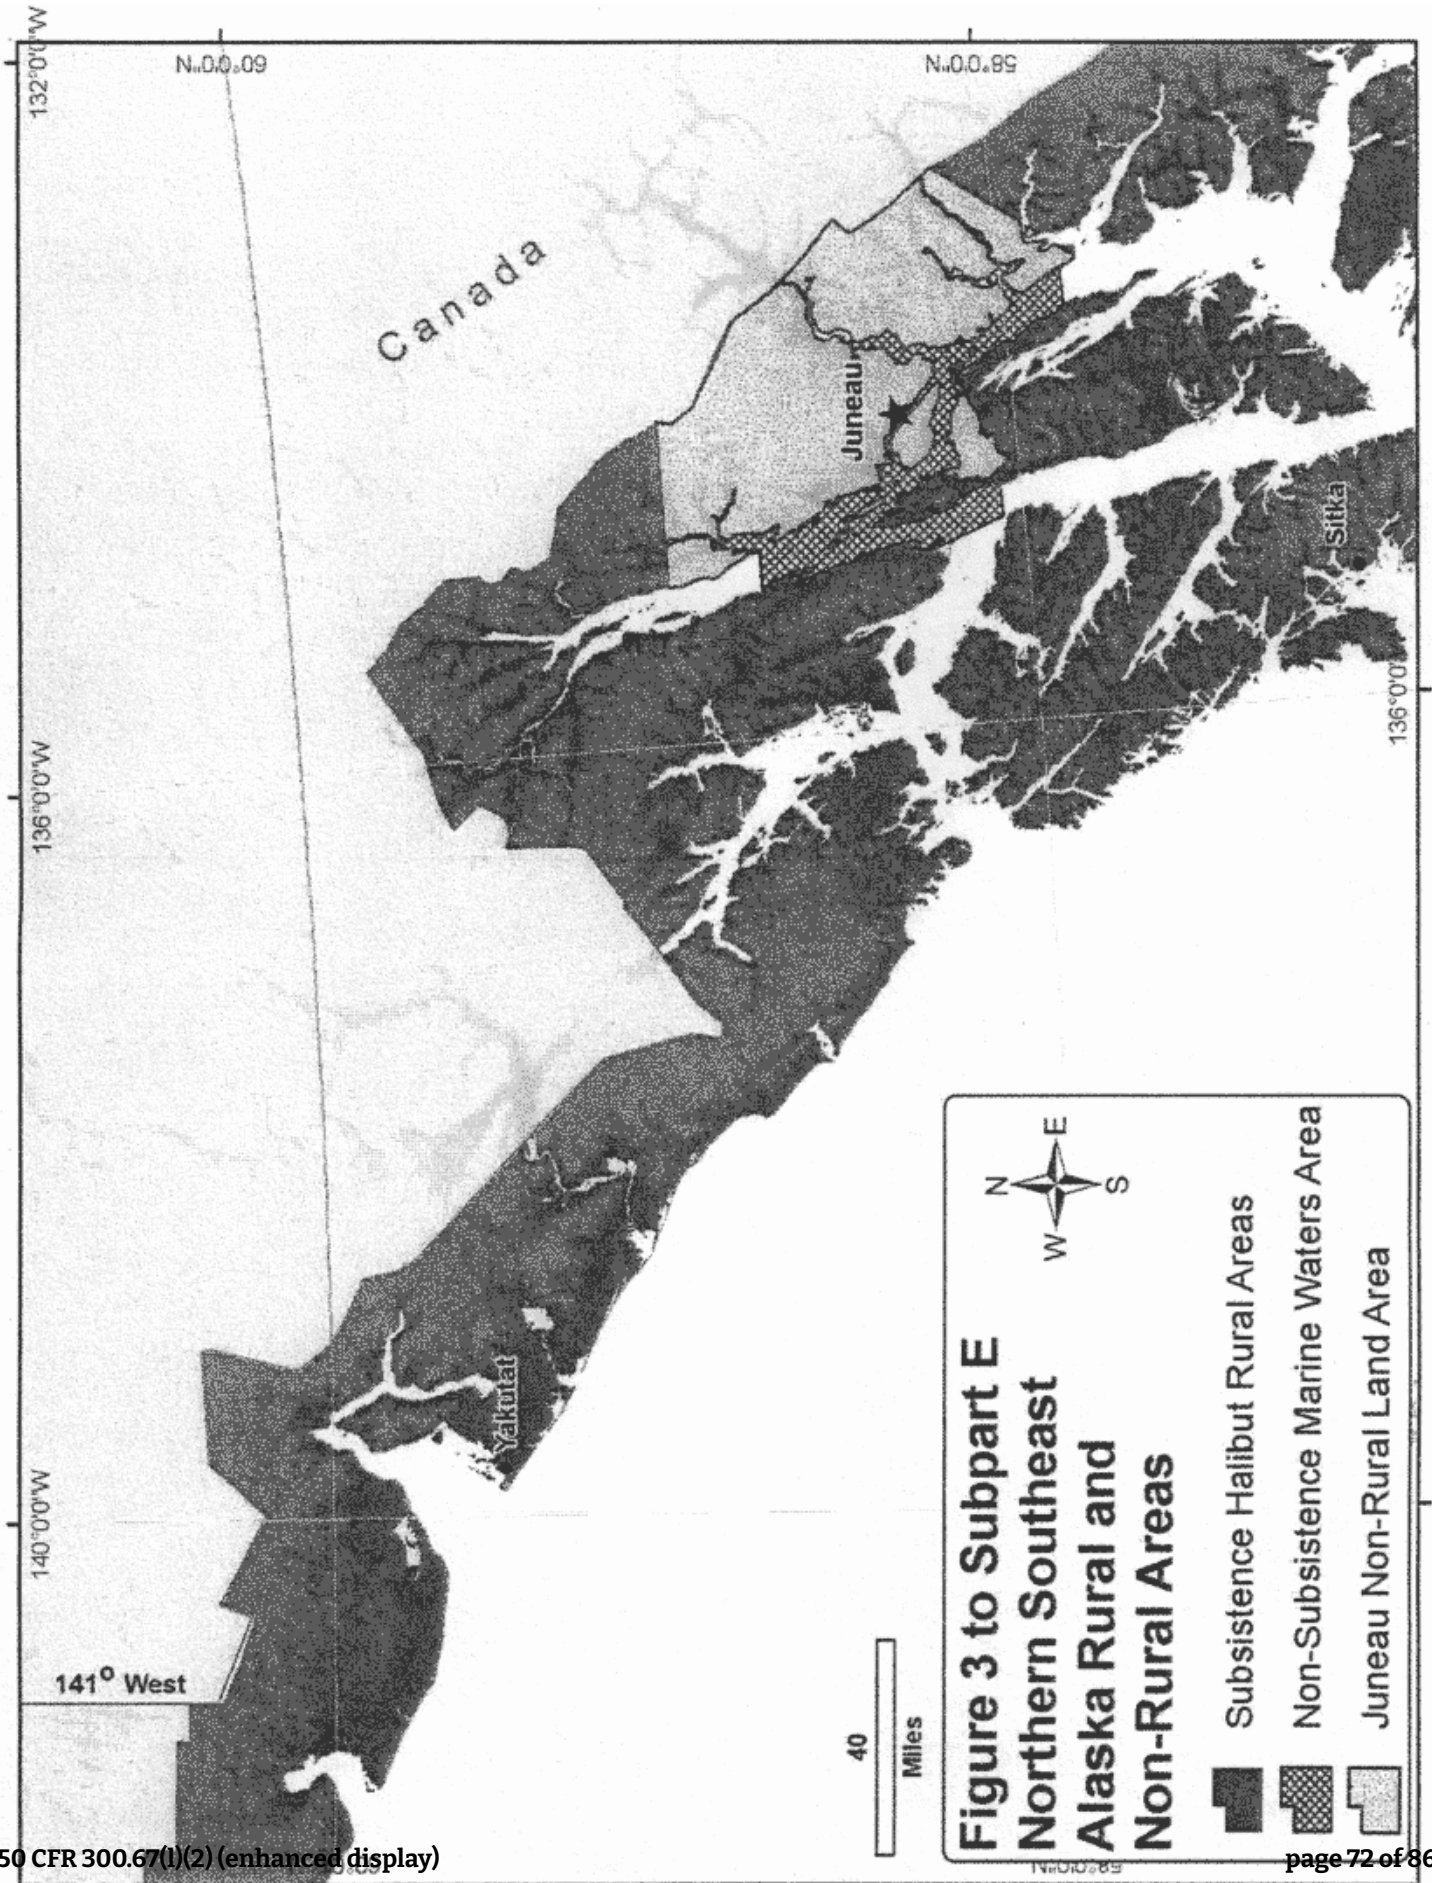 132°0'0"W
136°0'0"W
140°0'0"W
60°0'0"N
58°0'0"N
136°0'0"
141° West
Canada
Juneau
Sitka
Yakutat
40
Miles
Figure 3 to Subpart E
Northern Southeast
Alaska Rural and
Non-Rural Areas
N
W
E
S
Subsistence Halibut Rural Areas
Non-Subsistence Marine Waters Area
Juneau Non-Rural Land Area
58°0'0"N
50 CFR 300.67(l)(2) (enhanced display)
page 72 of 86